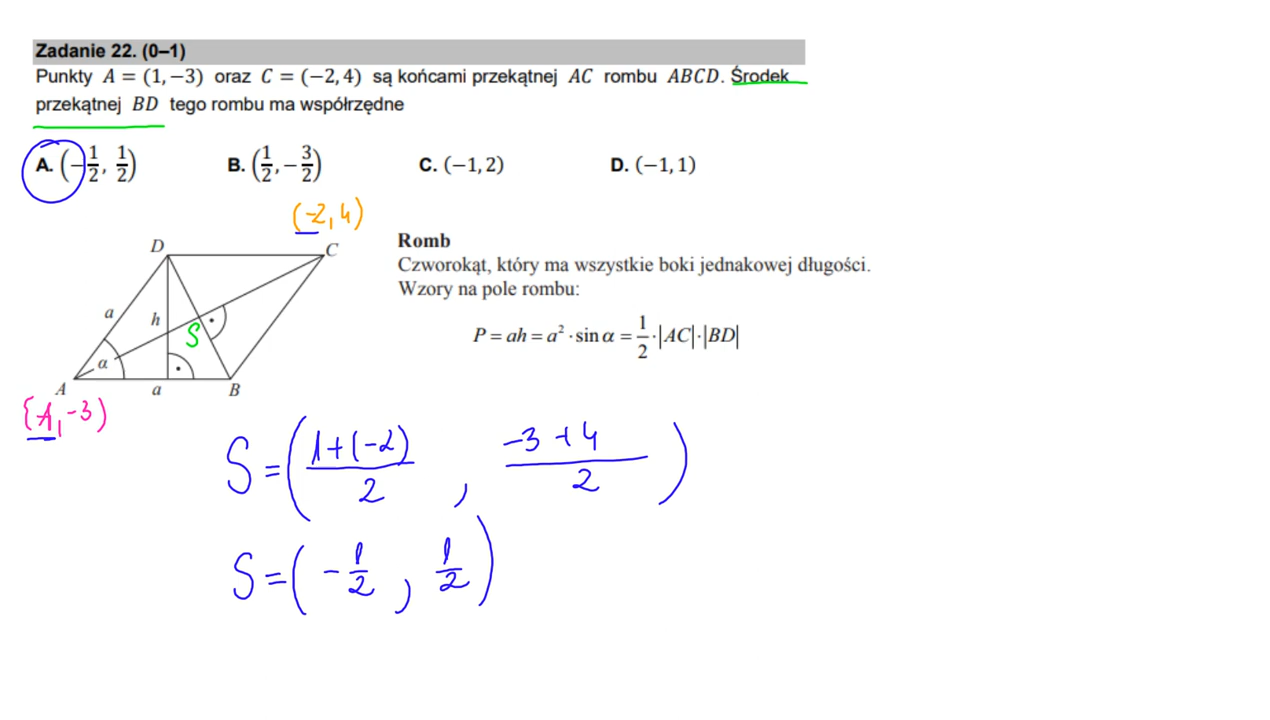 Zadanie 22. (0–1)
Punkty A = (1, −3) oraz C = (−2, 4) są końcami przekątnej AC rombu ABCD. Środek
przekątnej BD tego rombu ma współrzędne
A. (−1/2, 1/2) B. (1/2, −3/2) C. (−1, 2) D. (−1, 1)
(-2, 4)
D
C
Romb
Czworokąt, który ma wszystkie boki jednakowej długości.
Wzory na pole rombu:
a
h
S
P = ah = a² · sin α = 1/2 · |AC| · |BD|
α
A
a
B
(1, -3)
S = (1+(-2)/2 , -3+4/2)
S = (-1/2 , 1/2)